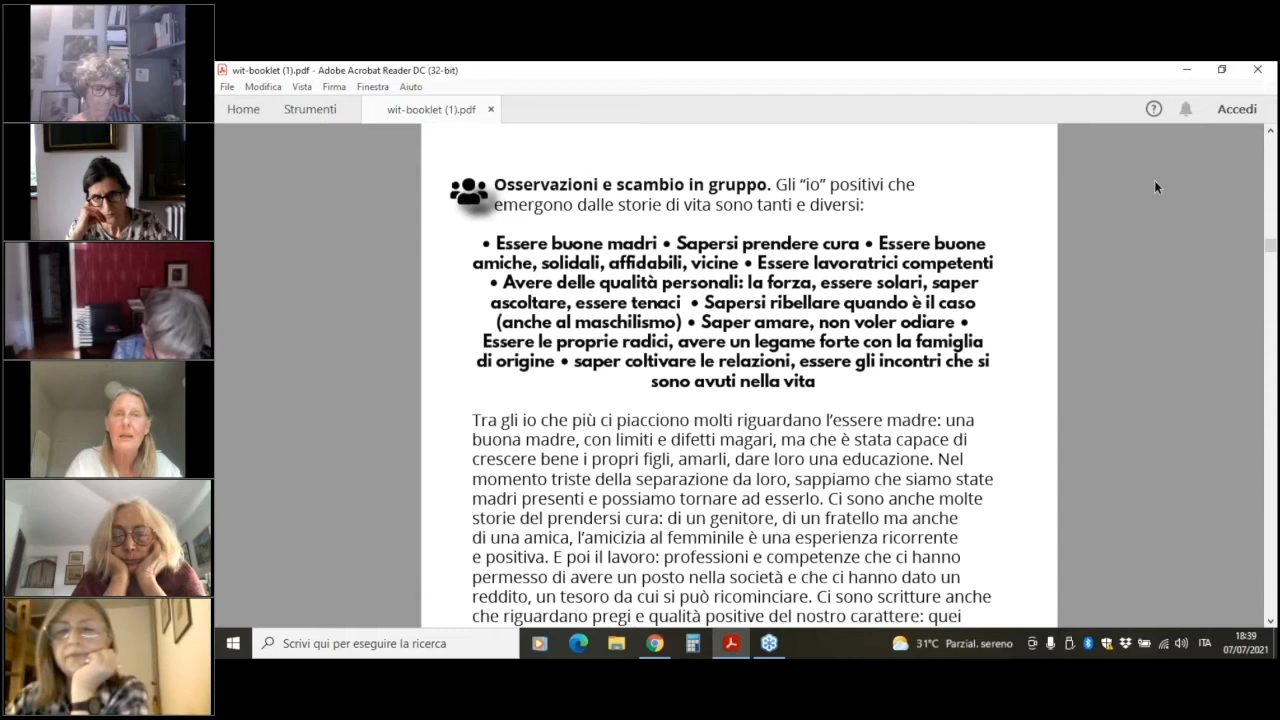 wit-booklet (1).pdf - Adobe Acrobat Reader DC (32-bit)
File Modifica Vista Firma Finestra Aiuto
Home Strumenti wit-booklet (1).pdf × ? Accedi
Osservazioni e scambio in gruppo. Gli “io” positivi che
emergono dalle storie di vita sono tanti e diversi:
• Essere buone madri • Sapersi prendere cura • Essere buone
amiche, solidali, affidabili, vicine • Essere lavoratrici competenti
• Avere delle qualità personali: la forza, essere solari, saper
ascoltare, essere tenaci • Sapersi ribellare quando è il caso
(anche al maschilismo) • Saper amare, non voler odiare •
Essere le proprie radici, avere un legame forte con la famiglia
di origine • saper coltivare le relazioni, essere gli incontri che si
sono avuti nella vita
Tra gli io che più ci piacciono molti riguardano l’essere madre: una
buona madre, con limiti e difetti magari, ma che è stata capace di
crescere bene i propri figli, amarli, dare loro una educazione. Nel
momento triste della separazione da loro, sappiamo che siamo state
madri presenti e possiamo tornare ad esserlo. Ci sono anche molte
storie del prendersi cura: di un genitore, di un fratello ma anche
di una amica, l’amicizia al femminile è una esperienza ricorrente
e positiva. E poi il lavoro: professioni e competenze che ci hanno
permesso di avere un posto nella società e che ci hanno dato un
reddito, un tesoro da cui si può ricominciare. Ci sono scritture anche
che riguardano pregi e qualità positive del nostro carattere: quei
Scrivi qui per eseguire la ricerca
31°C Parzial. sereno
ITA
18:39
07/07/2021